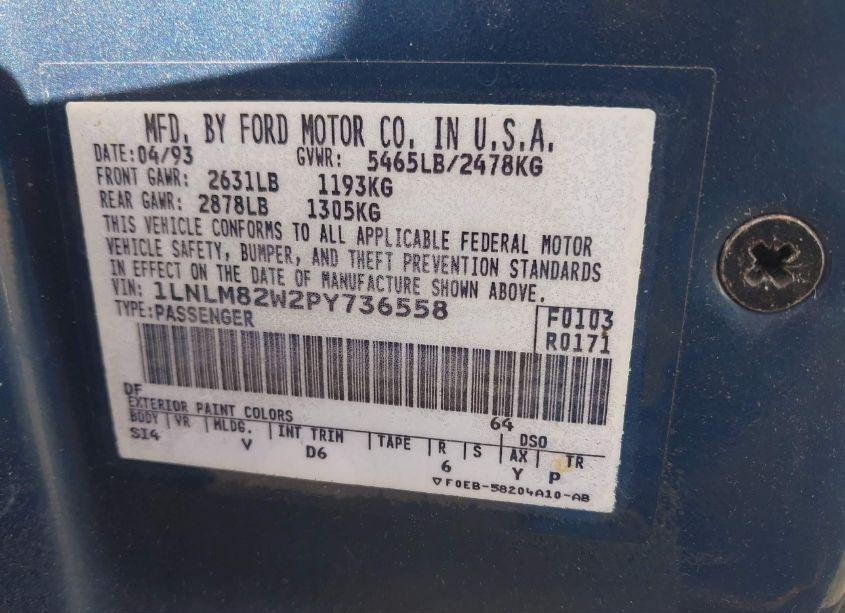 MFD. BY FORD MOTOR CO. IN U.S.A.
DATE: 04/93 GVWR: 5465LB/2478KG
FRONT GAWR: 2631LB 1193KG
REAR GAWR: 2878LB 1305KG
THIS VEHICLE CONFORMS TO ALL APPLICABLE FEDERAL MOTOR
VEHICLE SAFETY, BUMPER, AND THEFT PREVENTION STANDARDS
IN EFFECT ON THE DATE OF MANUFACTURE SHOWN ABOVE.
VIN: 1LNLM82W2PY736558
TYPE:PASSENGER
F0103
R0171
DF 64
EXTERIOR PAINT COLORS DSO
BODY VR MLDG. INT TRIM TAPE R S AX TR
SI4 V D6 6 Y P
▽F0EB-58204A10-AB